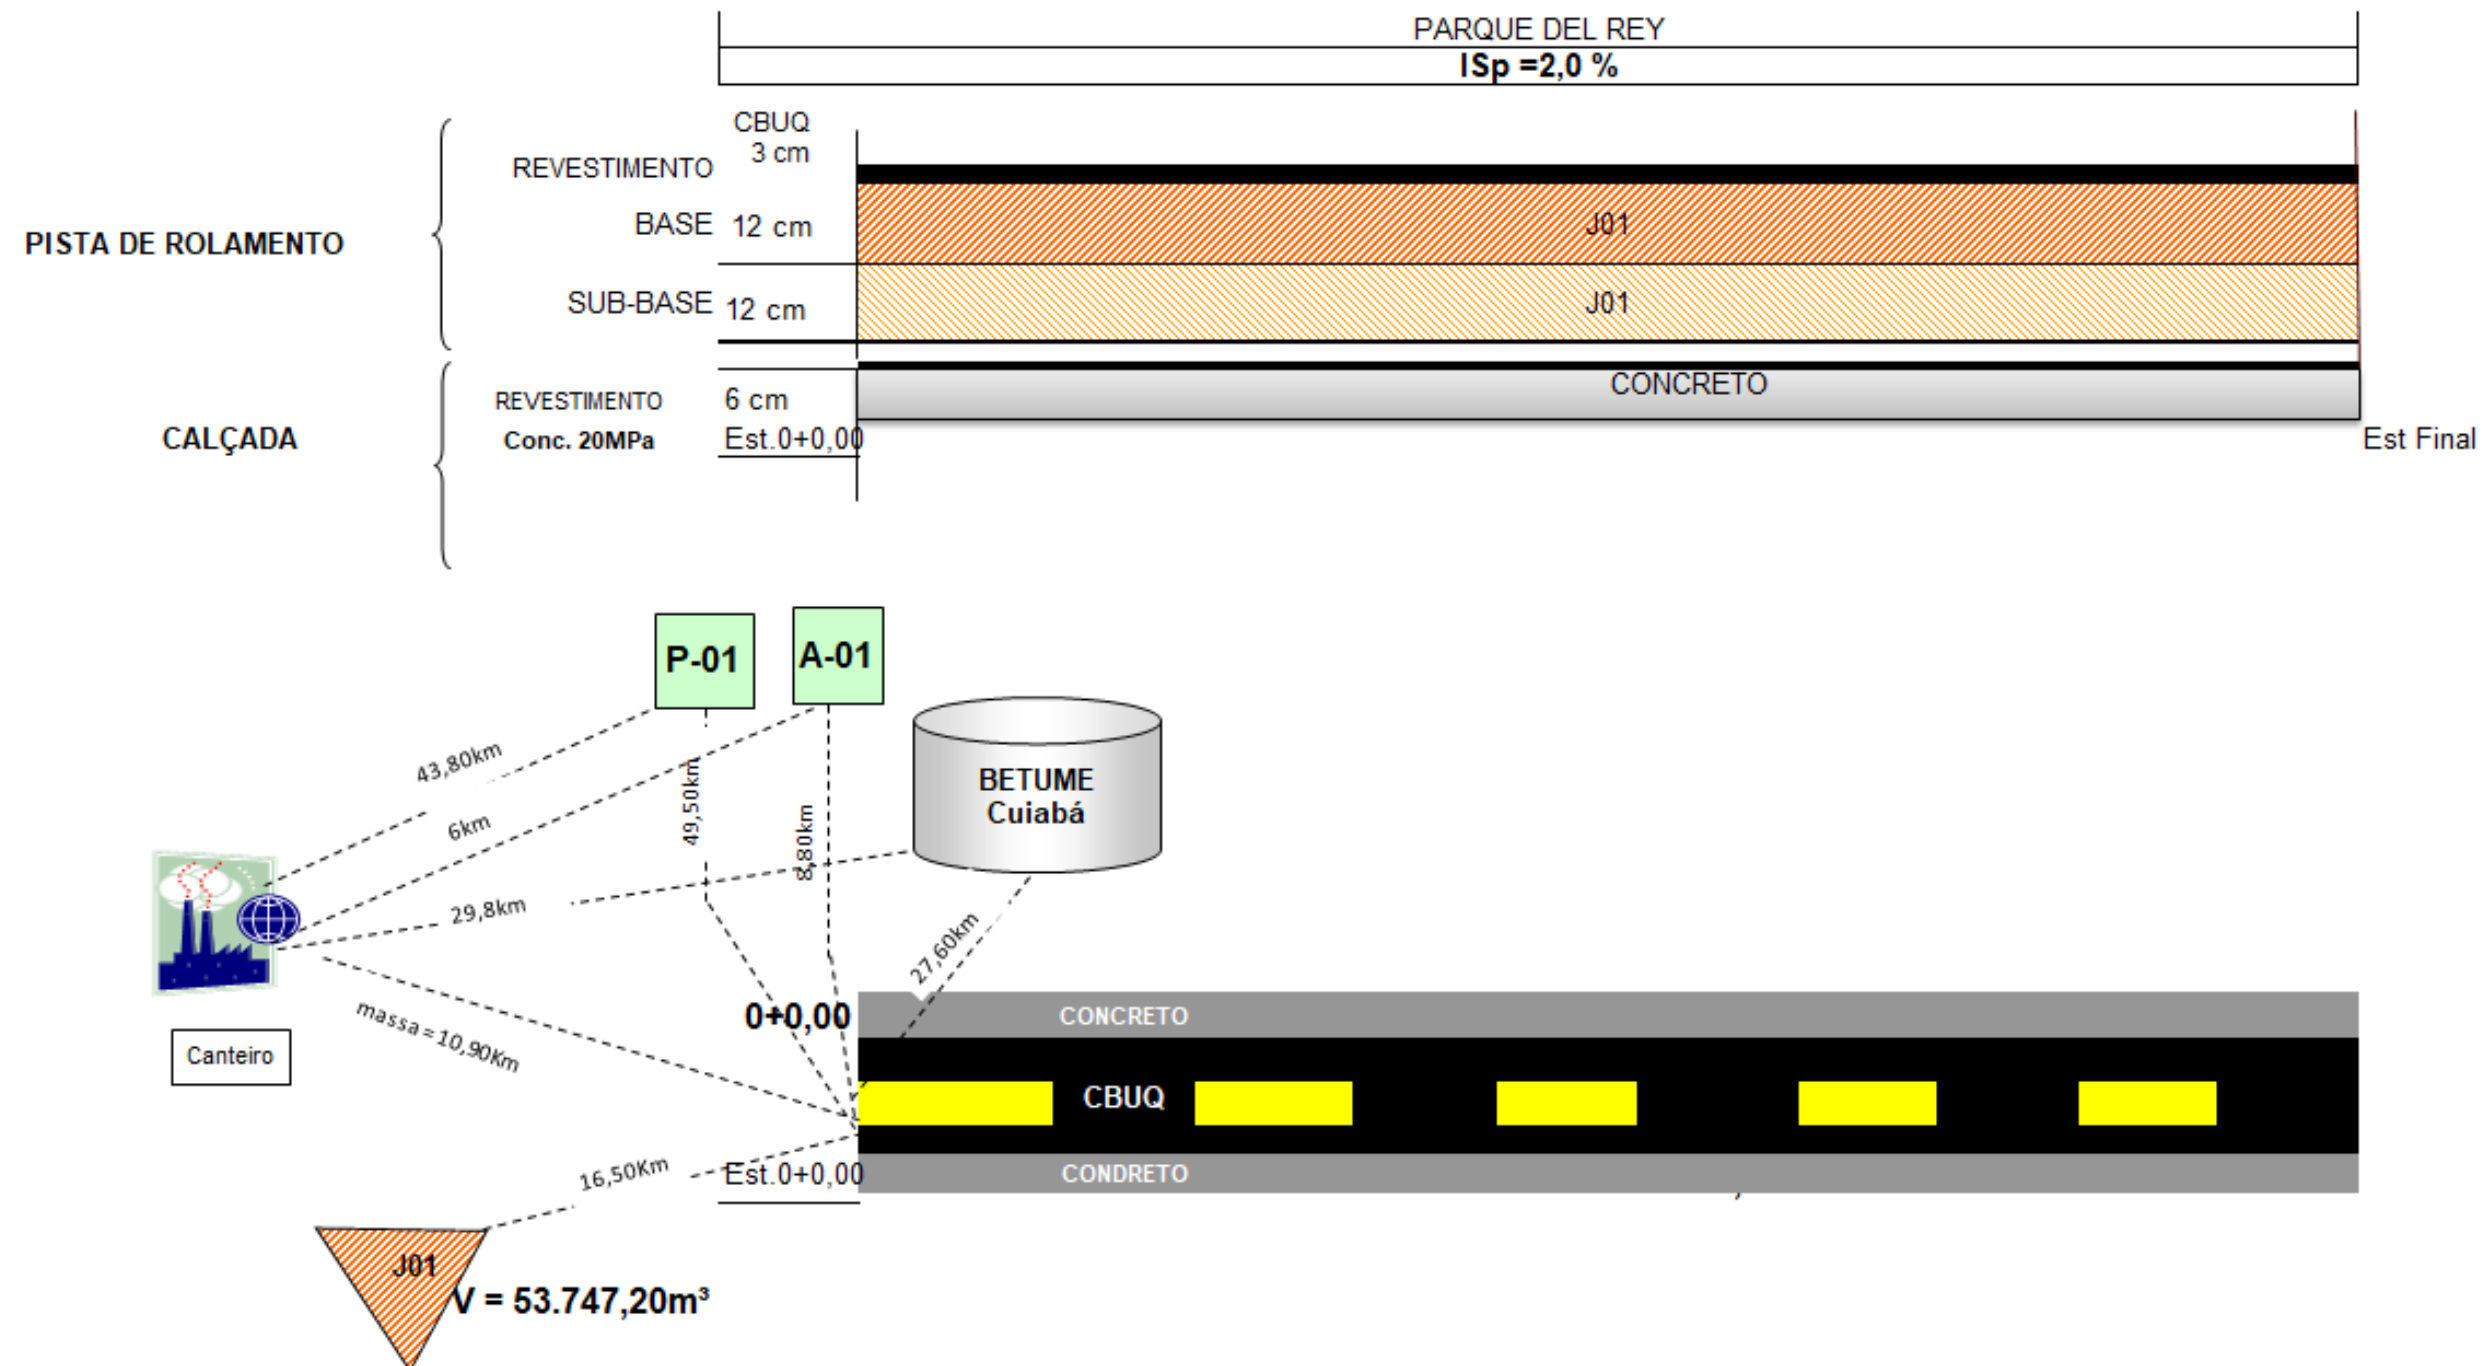 PARQUE DEL REY
ISp =2,0 %
CBUQ
3 cm
REVESTIMENTO
BASE 12 cm
J01
PISTA DE ROLAMENTO
SUB-BASE 12 cm
J01
CONCRETO
REVESTIMENTO 6 cm
CALÇADA
Conc. 20MPa Est.0+0,00
Est Final
P-01
A-01
43,80km
6km
49,50km
8,80km
BETUME
Cuiabá
29,8km
27,60km
massa=10,90Km
0+0,00
CONCRETO
Canteiro
CBUQ
16,50Km
Est.0+0,00
CONDRETO
J01
V = 53.747,20m³